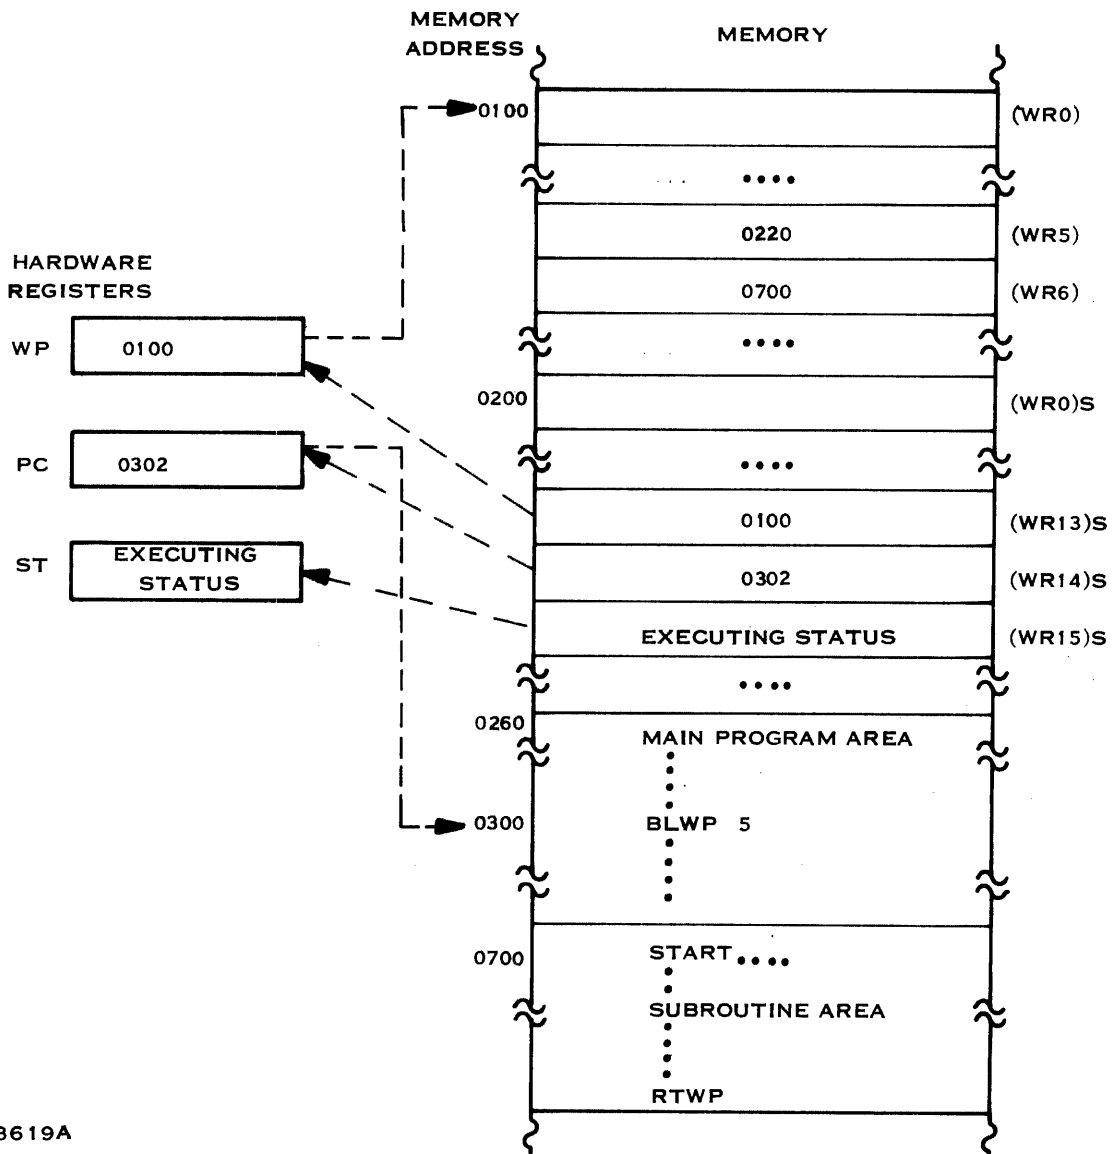 MEMORY
ADDRESS
MEMORY
0100
(WR0)
....
0220
(WR5)
HARDWARE
REGISTERS
0700
(WR6)
WP
0100
....
0200
(WR0)S
PC
0302
....
0100
(WR13)S
ST
EXECUTING
STATUS
0302
(WR14)S
EXECUTING STATUS
(WR15)S
....
0260
MAIN PROGRAM AREA
0300
BLWP 5
0700
START....
SUBROUTINE AREA
RTWP
3619A